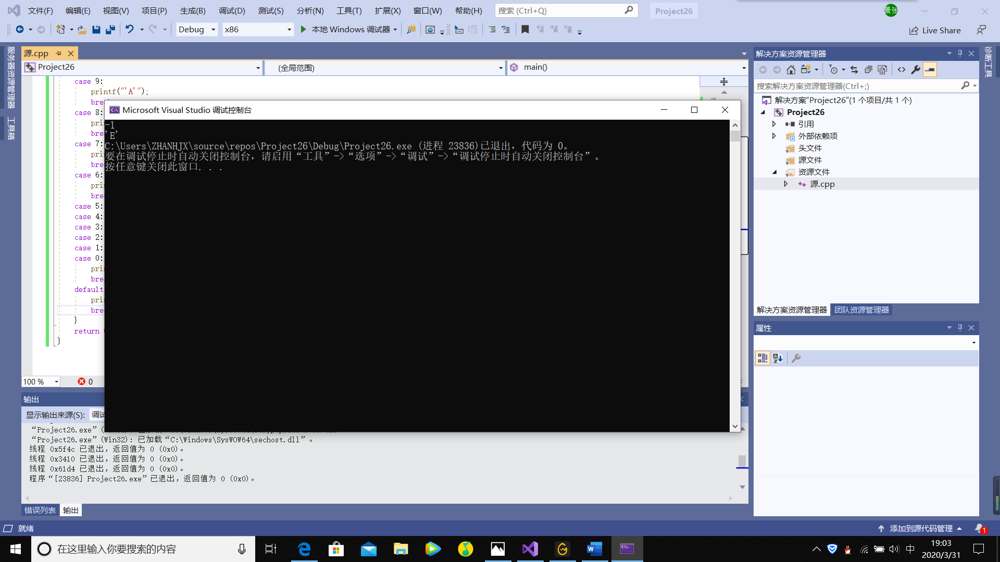 文件(F) 编辑(E) 视图(V) 项目(P) 生成(B) 调试(D) 测试(S) 分析(N) 工具(T) 扩展(X) 窗口(W) 帮助(H) 搜索 (Ctrl+Q) Project26 景张
Debug x86 本地 Windows 调试器 Live Share
服务器资源管理器
工具箱
源.cpp
Project26 (全局范围) main()
case 9:
printf("'A'");
case 8:
case 7:
case 6:
case 5:
case 4:
case 3:
case 2:
case 1:
case 0:
default
}
return
}
100 % 0
Microsoft Visual Studio 调试控制台
-1
'E'
C:\Users\ZHANHJX\source\repos\Project26\Debug\Project26.exe (进程 23836)已退出，代码为 0。
要在调试停止时自动关闭控制台，请启用“工具”->“选项”->“调试”->“调试停止时自动关闭控制台”。
按任意键关闭此窗口. . .
输出
显示输出来源(S): 调试
“Project26.exe”(Win32): 已加载“C:\Windows\SysWOW64\sechost.dll”。
线程 0x5f4c 已退出，返回值为 0 (0x0)。
线程 0x3410 已退出，返回值为 0 (0x0)。
线程 0x61d4 已退出，返回值为 0 (0x0)。
程序“[23836] Project26.exe”已退出，返回值为 0 (0x0)。
错误列表 输出
解决方案资源管理器
搜索解决方案资源管理器(Ctrl+;)
解决方案“Project26”(1 个项目/共 1 个)
Project26
引用
外部依赖项
头文件
源文件
资源文件
源.cpp
解决方案资源管理器 团队资源管理器
属性
诊断工具
就绪 添加到源代码管理 1
在这里输入你要搜索的内容
中
19:03
2020/3/31